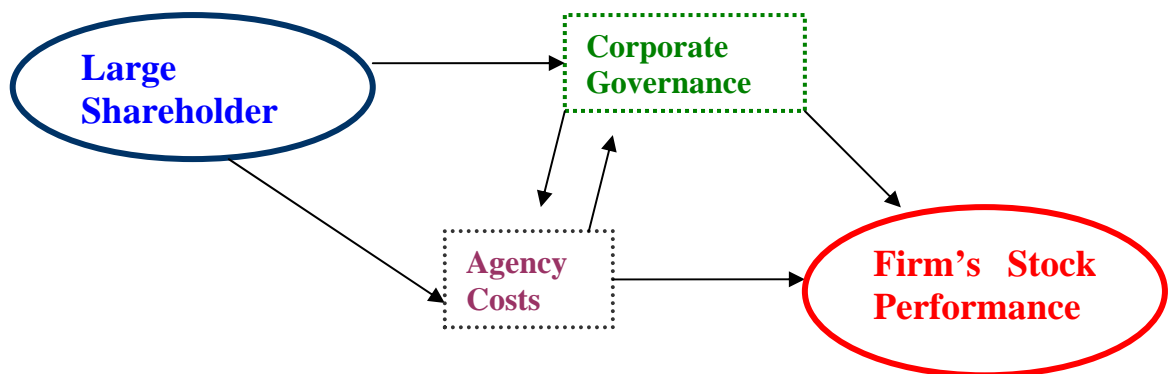 Large
Shareholder
Corporate
Governance
Agency
Costs
Firm’s Stock
Performance